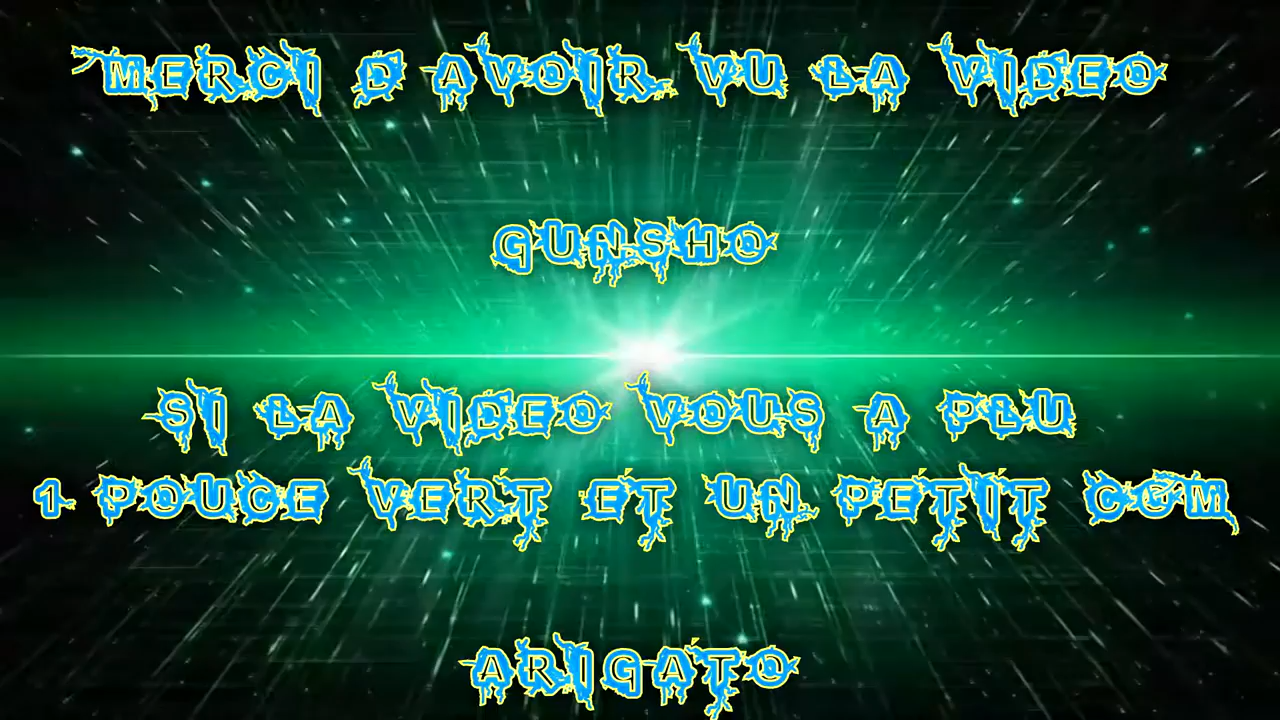 MERCI D AVOIR VU LA VIDEO
GUNSHO
SI LA VIDEO VOUS A PLU
1 POUCE VERT ET UN PETIT COM
ARIGATO